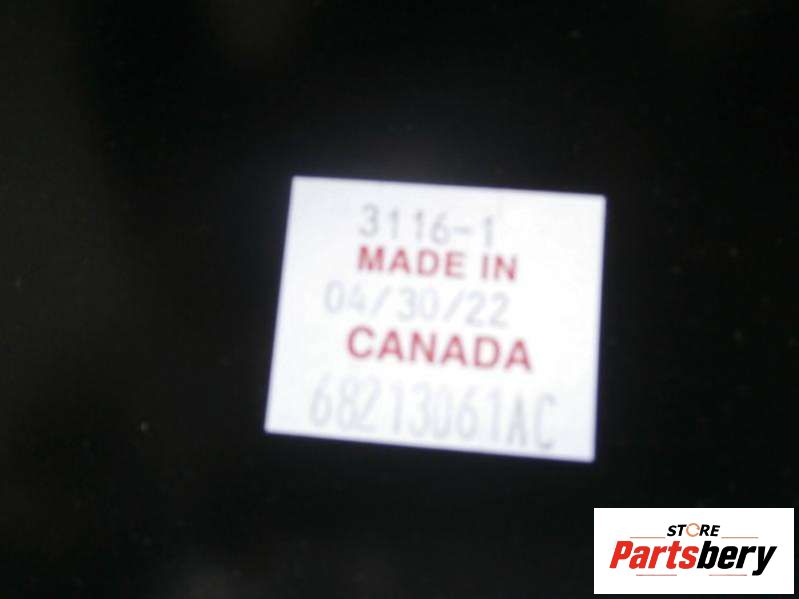 3116-1
MADE IN
04/30/22
CANADA
68213061AC
STORE
Partsbery